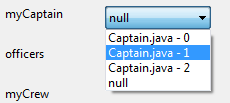 myCaptain null
Captain.java - 0
officers Captain.java - 1
Captain.java - 2
null
myCrew